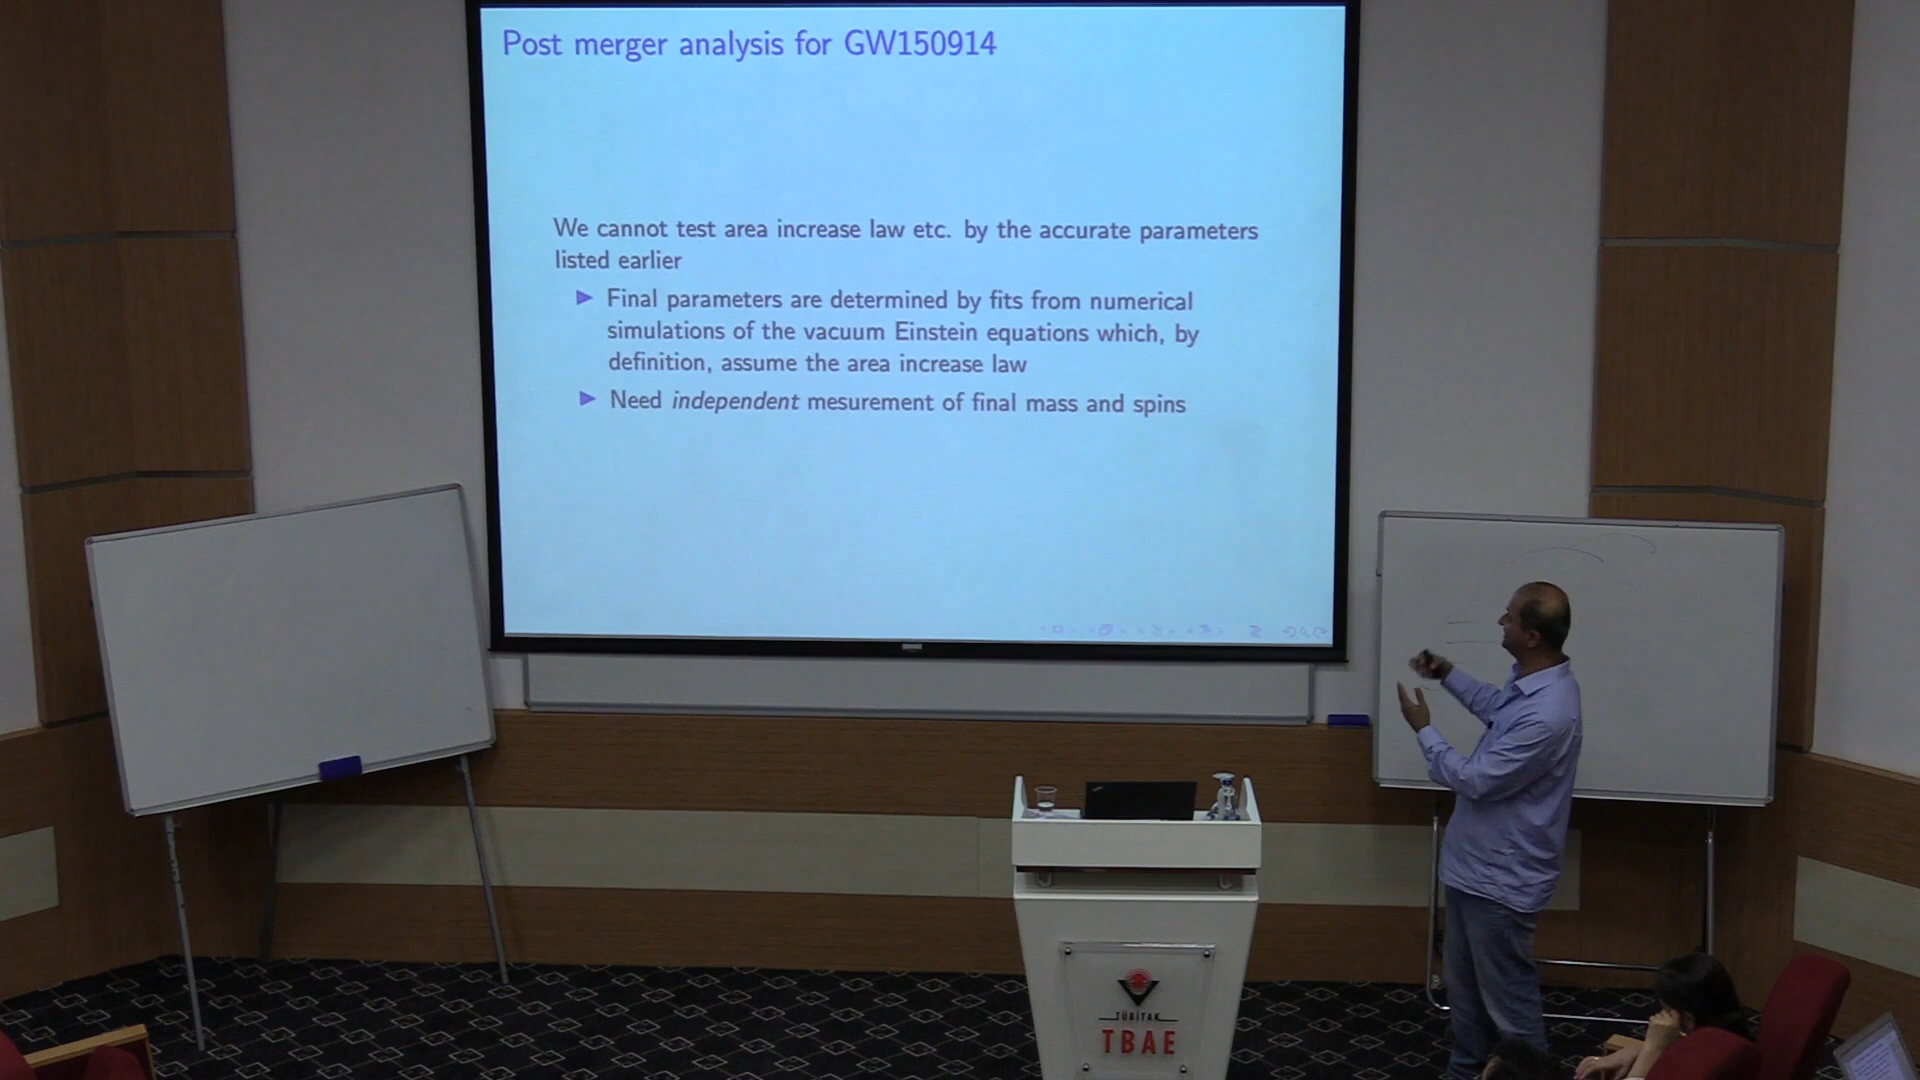 Post merger analysis for GW150914
We cannot test area increase law etc. by the accurate parameters
listed earlier
Final parameters are determined by fits from numerical
simulations of the vacuum Einstein equations which, by
definition, assume the area increase law
Need independent mesurement of final mass and spins
TÜBİTAK
TBAE